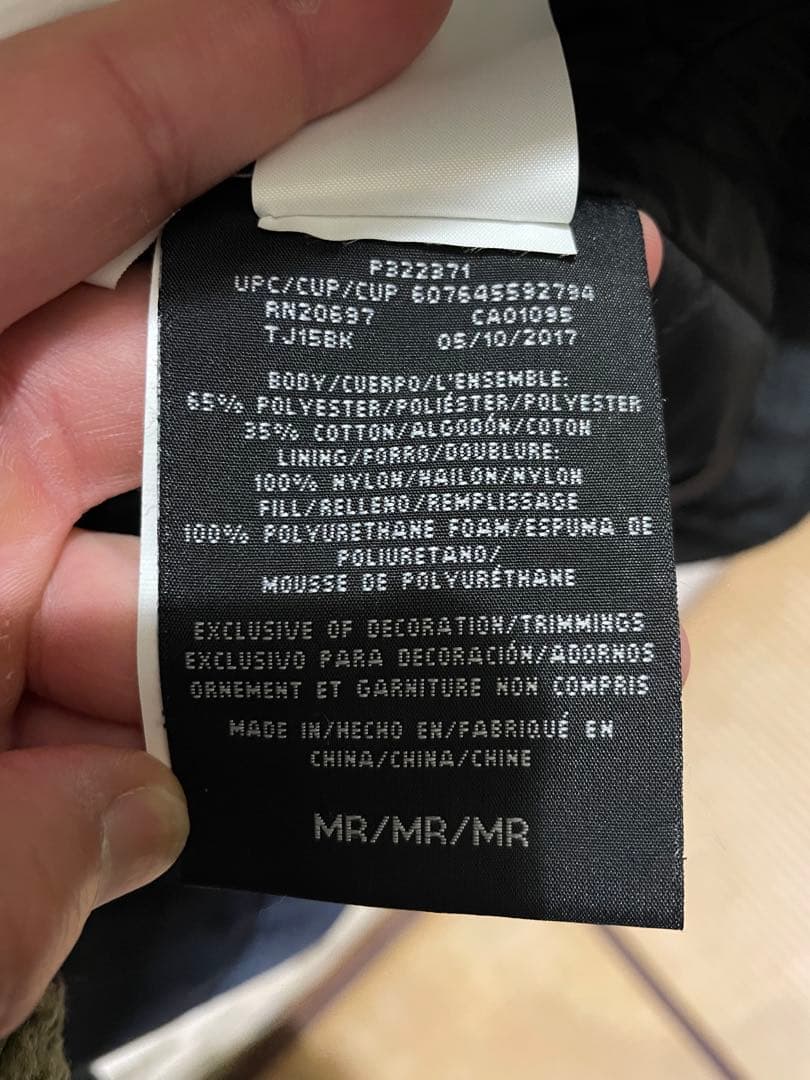 P322371
UPC/CUP/CUP 607645592794
RN20697 CA01095
TJ15BK 05/10/2017
BODY/CUERPO/L'ENSEMBLE:
65% POLYESTER/POLIÉSTER/POLYESTER
35% COTTON/ALGODÓN/COTON
LINING/FORRO/DOUBLURE:
100% NYLON/NAILON/NYLON
FILL/RELLENO/REMPLISSAGE
100% POLYURETHANE FOAM/ESPUMA DE
POLIURETANO/
MOUSSE DE POLYURÉTHANE
EXCLUSIVE OF DECORATION/TRIMMINGS
EXCLUSIVO PARA DECORACIÓN/ADORNOS
ORNEMENT ET GARNITURE NON COMPRIS
MADE IN/HECHO EN/FABRIQUÉ EN
CHINA/CHINA/CHINE
MR/MR/MR